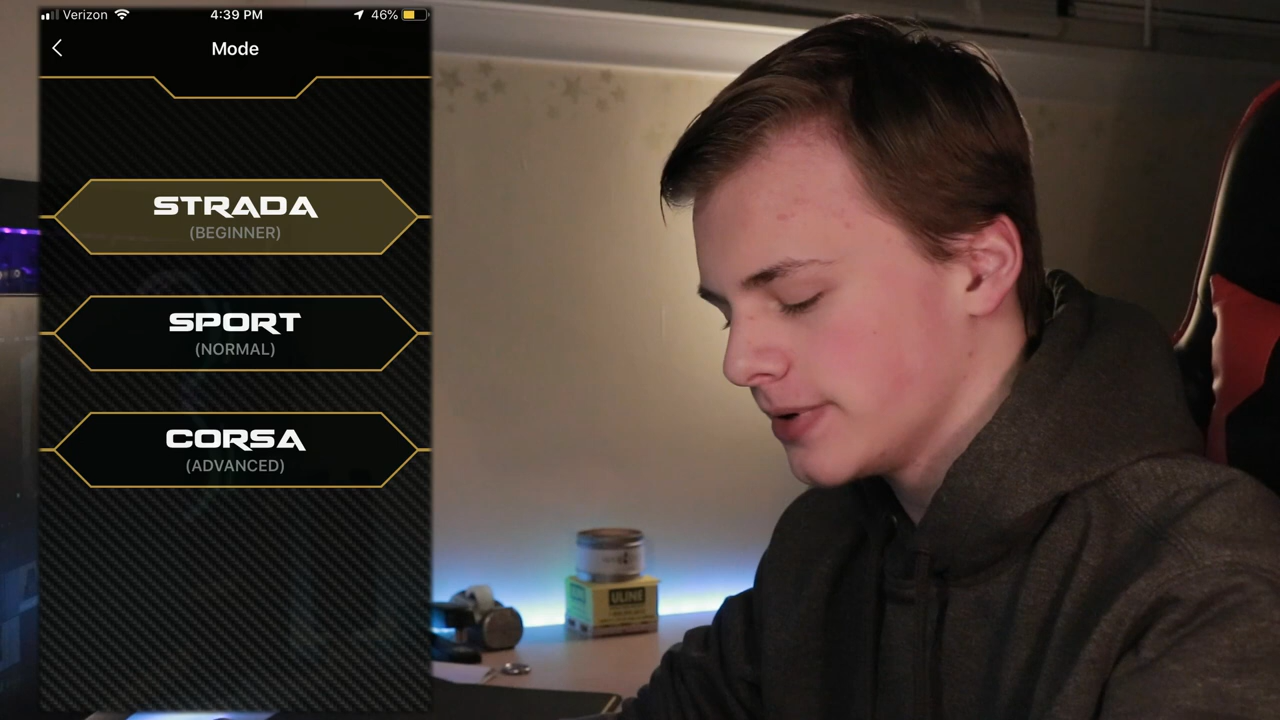 Verizon 4:39 PM 46%
Mode
STRADA
(BEGINNER)
SPORT
(NORMAL)
CORSA
(ADVANCED)
ULINE